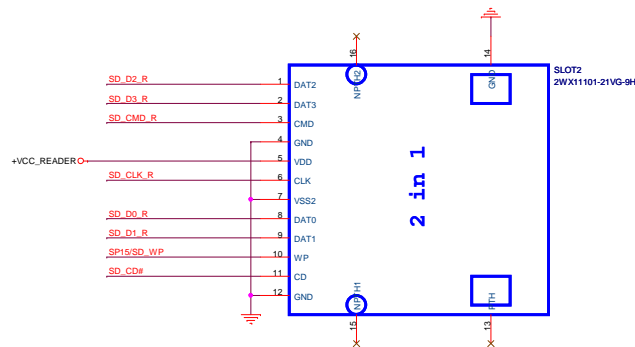 16
14
SLOT2
2WX11101-21VG-9H
NPTH2
GND
SD_D2_R 1 DAT2
SD_D3_R 2 DAT3
SD_CMD_R 3 CMD
4 GND
+VCC_READER 5 VDD
SD_CLK_R 6 CLK
7 VSS2
SD_D0_R 8 DAT0
SD_D1_R 9 DAT1
SP15/SD_WP 10 WP
SD_CD# 11 CD
12 GND
2 in 1
NPTH1
PTH
15
13